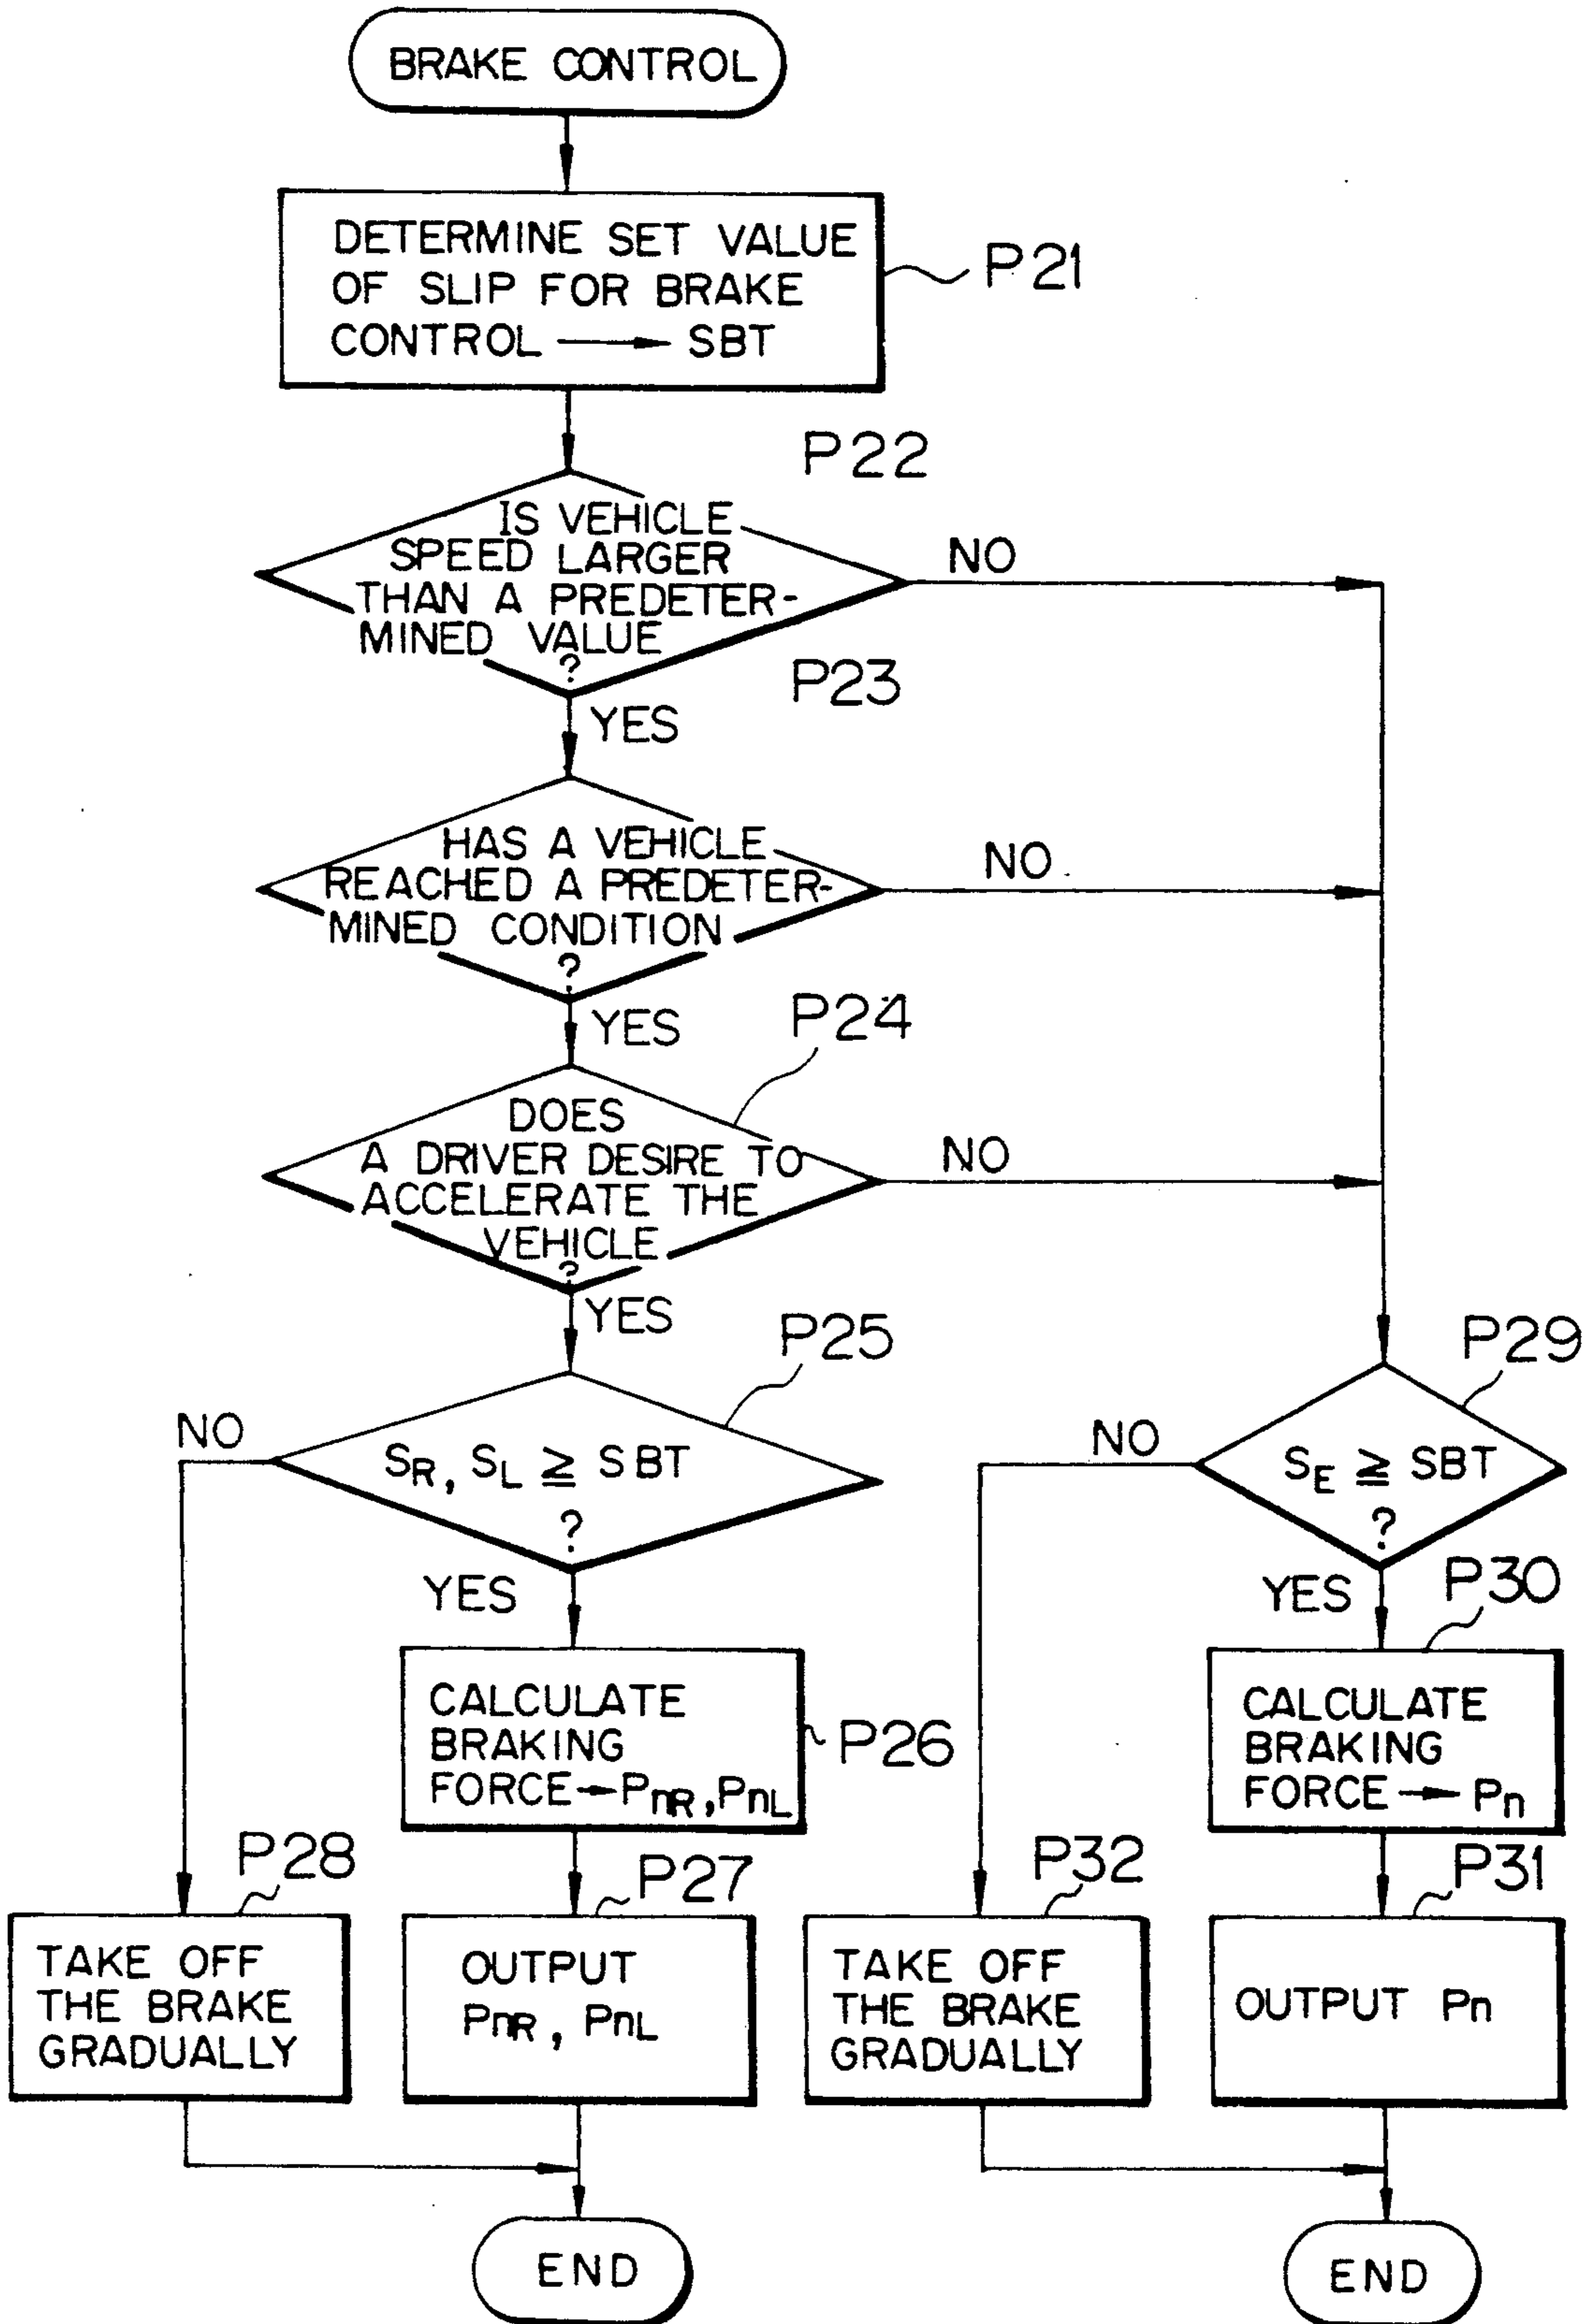 BRAKE CONTROL
DETERMINE SET VALUE
OF SLIP FOR BRAKE
CONTROL → SBT
P21
P22
IS VEHICLE
SPEED LARGER
THAN A PREDETER-
MINED VALUE
?
NO
P23
YES
HAS A VEHICLE
REACHED A PREDETER-
MINED CONDITION
?
NO
YES
P24
DOES
A DRIVER DESIRE TO
ACCELERATE THE
VEHICLE
?
NO
YES
P25
NO
SR, SL ≧ SBT
?
YES
P29
NO
SE ≧ SBT
?
YES
P30
CALCULATE
BRAKING
FORCE → PnR, PnL
P26
CALCULATE
BRAKING
FORCE → Pn
P28
TAKE OFF
THE BRAKE
GRADUALLY
P27
OUTPUT
PnR, PnL
P32
TAKE OFF
THE BRAKE
GRADUALLY
P31
OUTPUT Pn
END
END